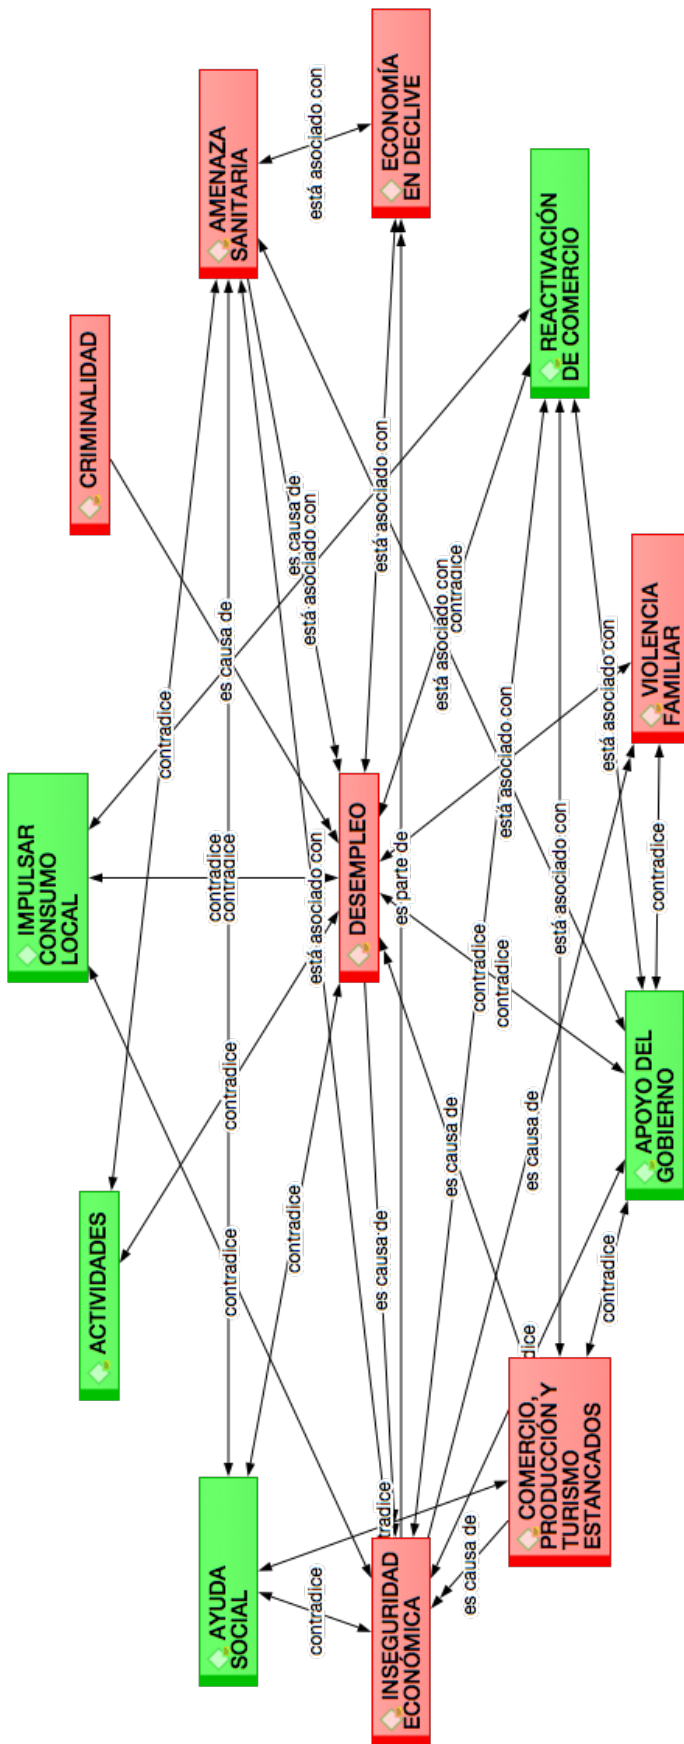 IMPULSAR
CONSUMO
LOCAL
ACTIVIDADES
CRIMINALIDAD
contradice
AYUDA
SOCIAL
AMENAZA
SANITARIA
contradice
contradice
contradice
contradice
es causa de
contradice
es causa de
está asociado con
contradice
está asociado con
está asociado con
DESEMPLEO
es causa de
tradice
está asociado con
INSEGURIDAD
ECONÓMICA
es parte de
ECONOMÍA
EN DECLIVE
está asociado con
contradice
es causa de
es causa de
contradice
contradice
está asociado con
dice
es causa de
COMERCIO,
PRODUCCIÓN Y
TURISMO
ESTANCADOS
está asociado con
REACTIVACIÓN
DE COMERCIO
contradice
está asociado con
APOYO DEL
GOBIERNO
contradice
VIOLENCIA
FAMILIAR